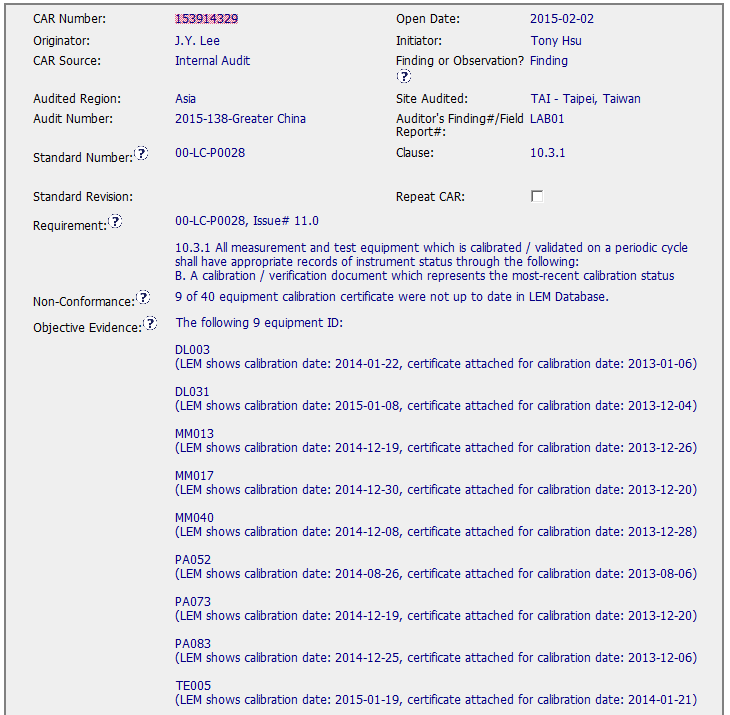 CAR Number: 153914329 Open Date: 2015-02-02
Originator: J.Y. Lee Initiator: Tony Hsu
CAR Source: Internal Audit Finding or Observation? Finding
?
Audited Region: Asia Site Audited: TAI - Taipei, Taiwan
Audit Number: 2015-138-Greater China Auditor's Finding#/Field LAB01
Report#:
Standard Number: ? 00-LC-P0028 Clause: 10.3.1
Standard Revision: Repeat CAR:
Requirement: ? 00-LC-P0028, Issue# 11.0
10.3.1 All measurement and test equipment which is calibrated / validated on a periodic cycle
shall have appropriate records of instrument status through the following:
B. A calibration / verification document which represents the most-recent calibration status
Non-Conformance: ? 9 of 40 equipment calibration certificate were not up to date in LEM Database.
Objective Evidence: ? The following 9 equipment ID:
DL003
(LEM shows calibration date: 2014-01-22, certificate attached for calibration date: 2013-01-06)
DL031
(LEM shows calibration date: 2015-01-08, certificate attached for calibration date: 2013-12-04)
MM013
(LEM shows calibration date: 2014-12-19, certificate attached for calibration date: 2013-12-26)
MM017
(LEM shows calibration date: 2014-12-30, certificate attached for calibration date: 2013-12-20)
MM040
(LEM shows calibration date: 2014-12-08, certificate attached for calibration date: 2013-12-28)
PA052
(LEM shows calibration date: 2014-08-26, certificate attached for calibration date: 2013-08-06)
PA073
(LEM shows calibration date: 2014-12-19, certificate attached for calibration date: 2013-12-20)
PA083
(LEM shows calibration date: 2014-12-25, certificate attached for calibration date: 2013-12-06)
TE005
(LEM shows calibration date: 2015-01-19, certificate attached for calibration date: 2014-01-21)